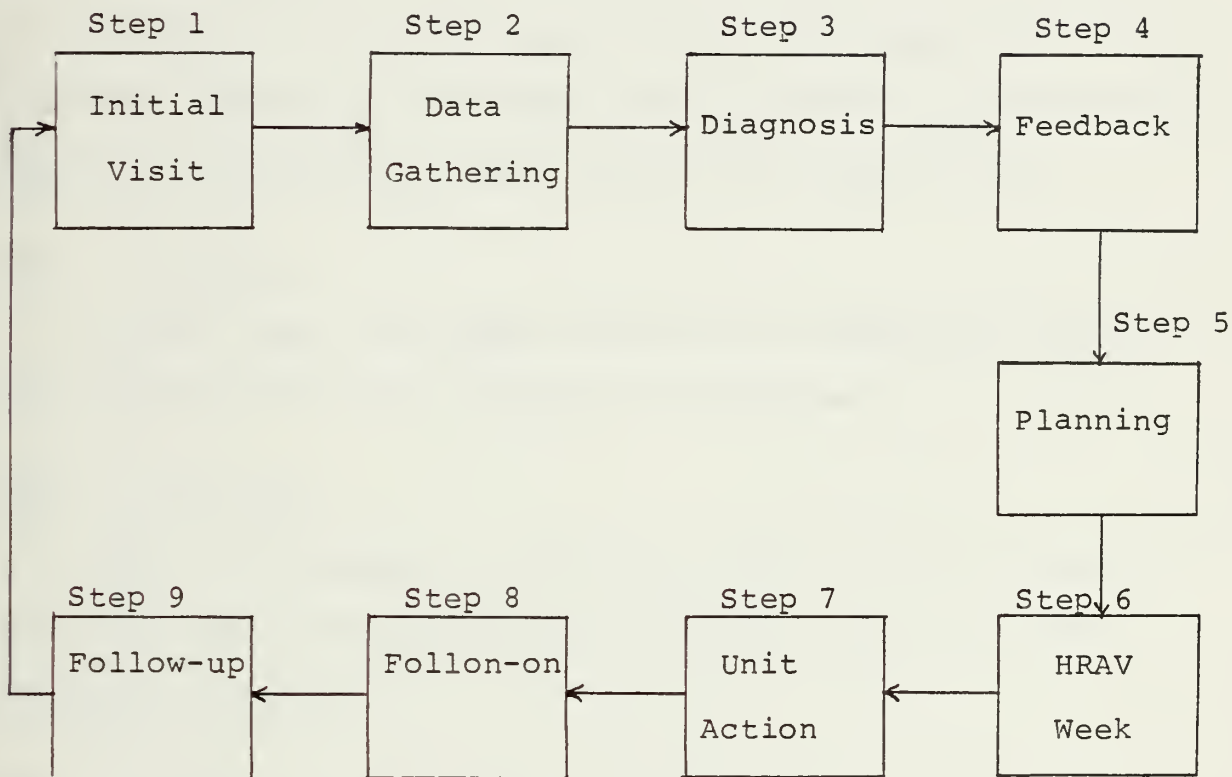 Step 1
Initial
Visit
Step 2
Data
Gathering
Step 3
Diagnosis
Step 4
Feedback
Step 5
Planning
Step 6
HRAV
Week
Step 7
Unit
Action
Step 8
Follon-on
Step 9
Follow-up